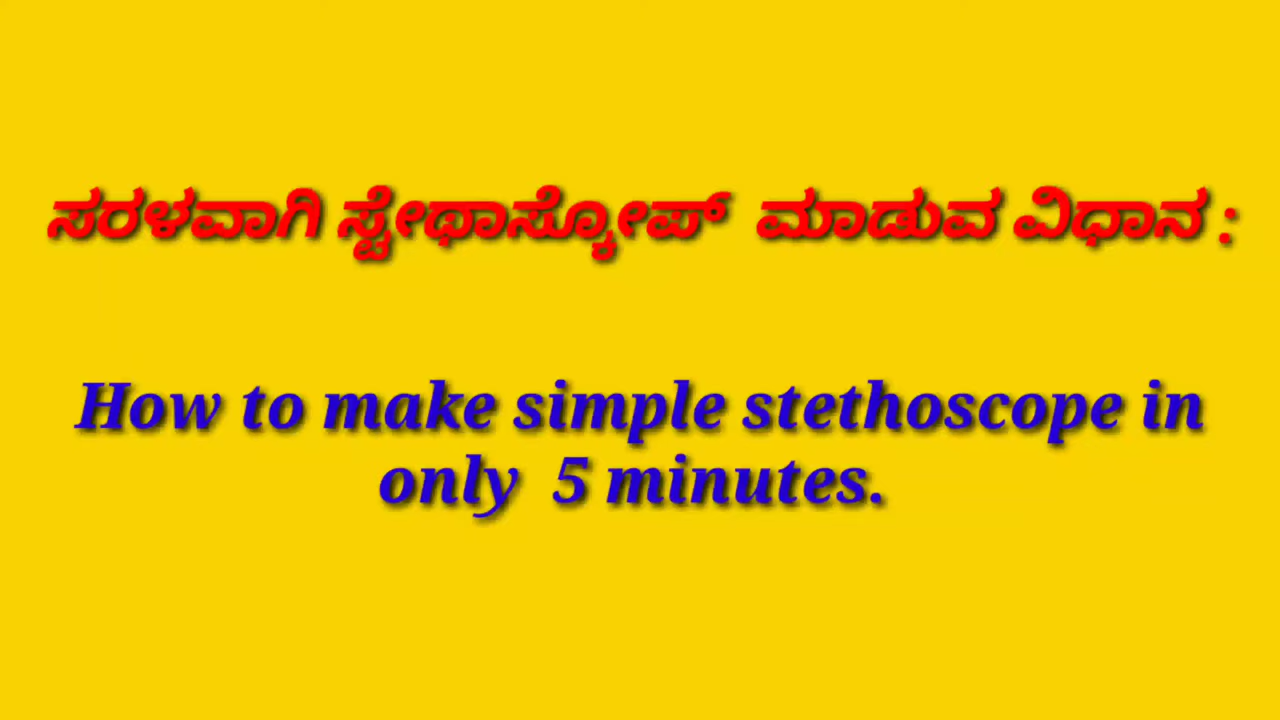 ಸರಳವಾಗಿ ಸ್ಟೇಥಾಸ್ಕೋಪ್ ಮಾಡುವ ವಿಧಾನ :
How to make simple stethoscope in
only 5 minutes.